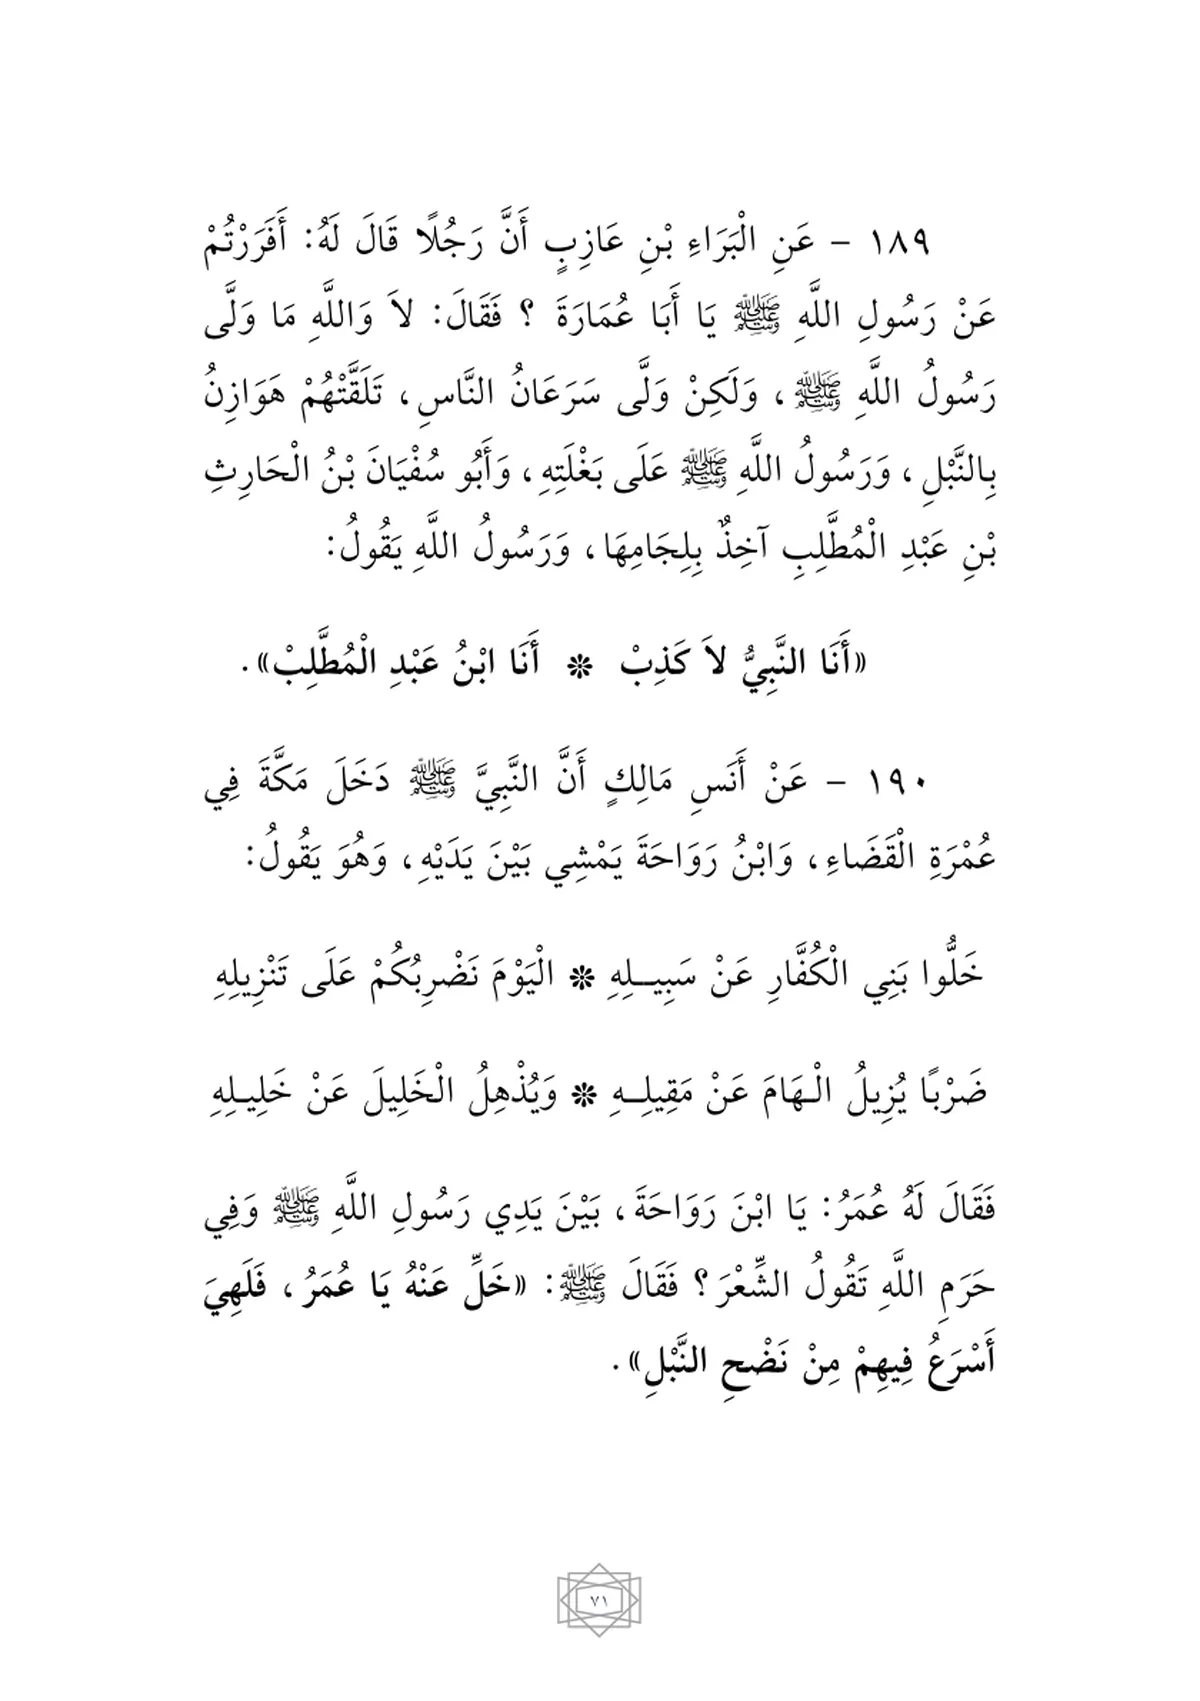 ١٨٩ – عَنِ الْبَرَاءِ بْنِ عَازِبٍ أَنَّ رَجُلًا قَالَ لَهُ: أَفَرَرْتُمْ
عَنْ رَسُولِ اللَّهِ ﷺ يَا أَبَا عُمَارَةَ ؟ فَقَالَ: لاَ وَاللَّهِ مَا وَلَّى
رَسُولُ اللَّهِ ﷺ، وَلَكِنْ وَلَّى سَرَعَانُ النَّاسِ، تَلَقَّتْهُمْ هَوَازِنُ
بِالنَّبْلِ، وَرَسُولُ اللَّهِ ﷺ عَلَى بَغْلَتِهِ، وَأَبُو سُفْيَانَ بْنُ الْحَارِثِ
بْنِ عَبْدِ الْمُطَّلِبِ آخِذٌ بِلِجَامِهَا، وَرَسُولُ اللَّهِ يَقُولُ:
«أَنَا النَّبِيُّ لاَ كَذِبْ ❇ أَنَا ابْنُ عَبْدِ الْمُطَّلِبْ».
١٩٠ – عَنْ أَنَسِ مَالِكٍ أَنَّ النَّبِيَّ ﷺ دَخَلَ مَكَّةَ فِي
عُمْرَةِ الْقَضَاءِ، وَابْنُ رَوَاحَةَ يَمْشِي بَيْنَ يَدَيْهِ، وَهُوَ يَقُولُ:
خَلُّوا بَنِي الْكُفَّارِ عَنْ سَبِيــلِهِ ❇ الْيَوْمَ نَضْرِبُكُمْ عَلَى تَنْزِيلِهِ
ضَرْبًا يُزِيلُ الْـهَامَ عَنْ مَقِيلِــهِ ❇ وَيُذْهِلُ الْخَلِيلَ عَنْ خَلِيـلِهِ
فَقَالَ لَهُ عُمَرُ: يَا ابْنَ رَوَاحَةَ، بَيْنَ يَدِي رَسُولِ اللَّهِ ﷺ وَفِي
حَرَمِ اللَّهِ تَقُولُ الشِّعْرَ؟ فَقَالَ ﷺ: «خَلِّ عَنْهُ يَا عُمَرُ، فَلَهِيَ
أَسْرَعُ فِيهِمْ مِنْ نَضْحِ النَّبْلِ».
٧١